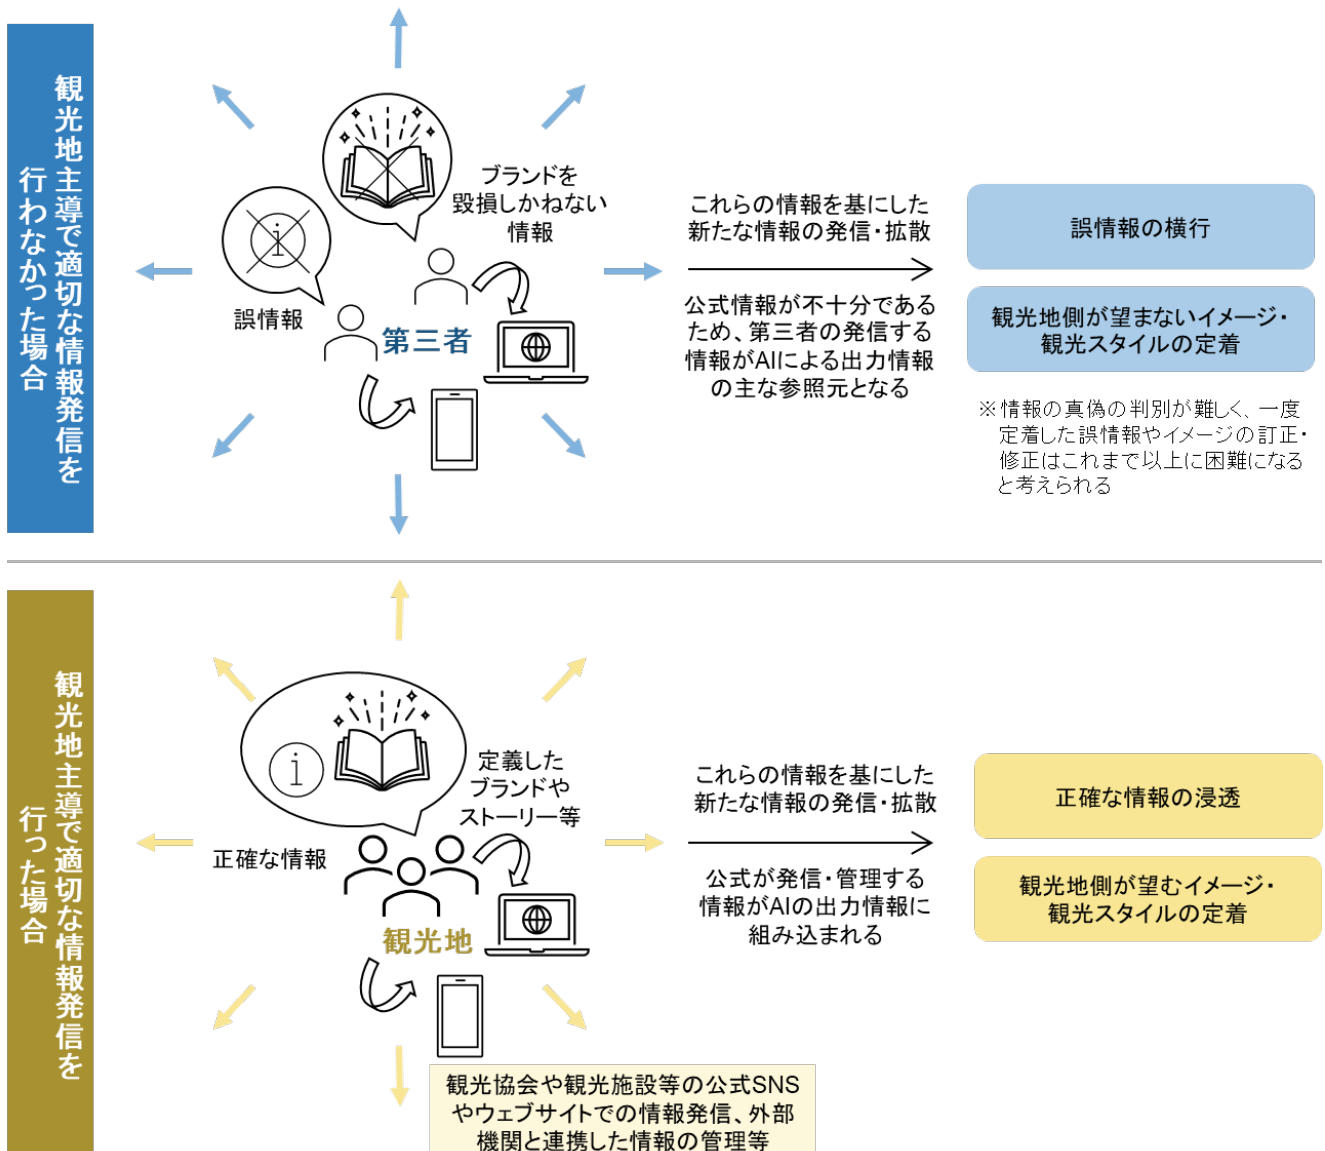 観光地主導で適切な情報発信を
行わなかった場合
ブランドを
毀損しかねない
情報
i
誤情報
第三者
これらの情報を基にした
新たな情報の発信・拡散
公式情報が不十分である
ため、第三者の発信する
情報がAIによる出力情報
の主な参照元となる
誤情報の横行
観光地側が望まないイメージ・
観光スタイルの定着
※情報の真偽の判別が難しく、一度
定着した誤情報やイメージの訂正・
修正はこれまで以上に困難になる
と考えられる
観光地主導で適切な情報発信を
行った場合
i
定義した
ブランドや
ストーリー等
正確な情報
観光地
観光協会や観光施設等の公式SNS
やウェブサイトでの情報発信、外部
機関と連携した情報の管理等
これらの情報を基にした
新たな情報の発信・拡散
公式が発信・管理する
情報がAIの出力情報に
組み込まれる
正確な情報の浸透
観光地側が望むイメージ・
観光スタイルの定着